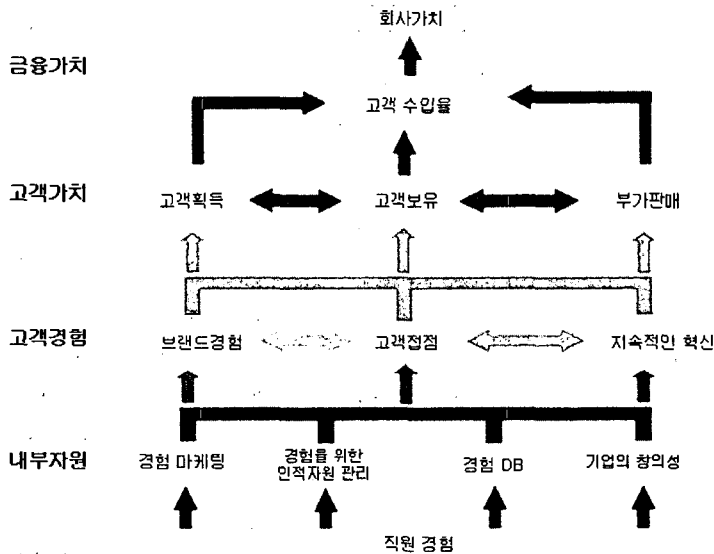 회사가치
금융가치
고객 수입율
고객가치
고객획득
고객보유
부가판매
고객경험
브랜드경험
고객접점
지속적안 혁신
내부자원
경험 마케팅
경험를 위한
인적자원 관리
경험 DB
기업의 창의성
직원 경험